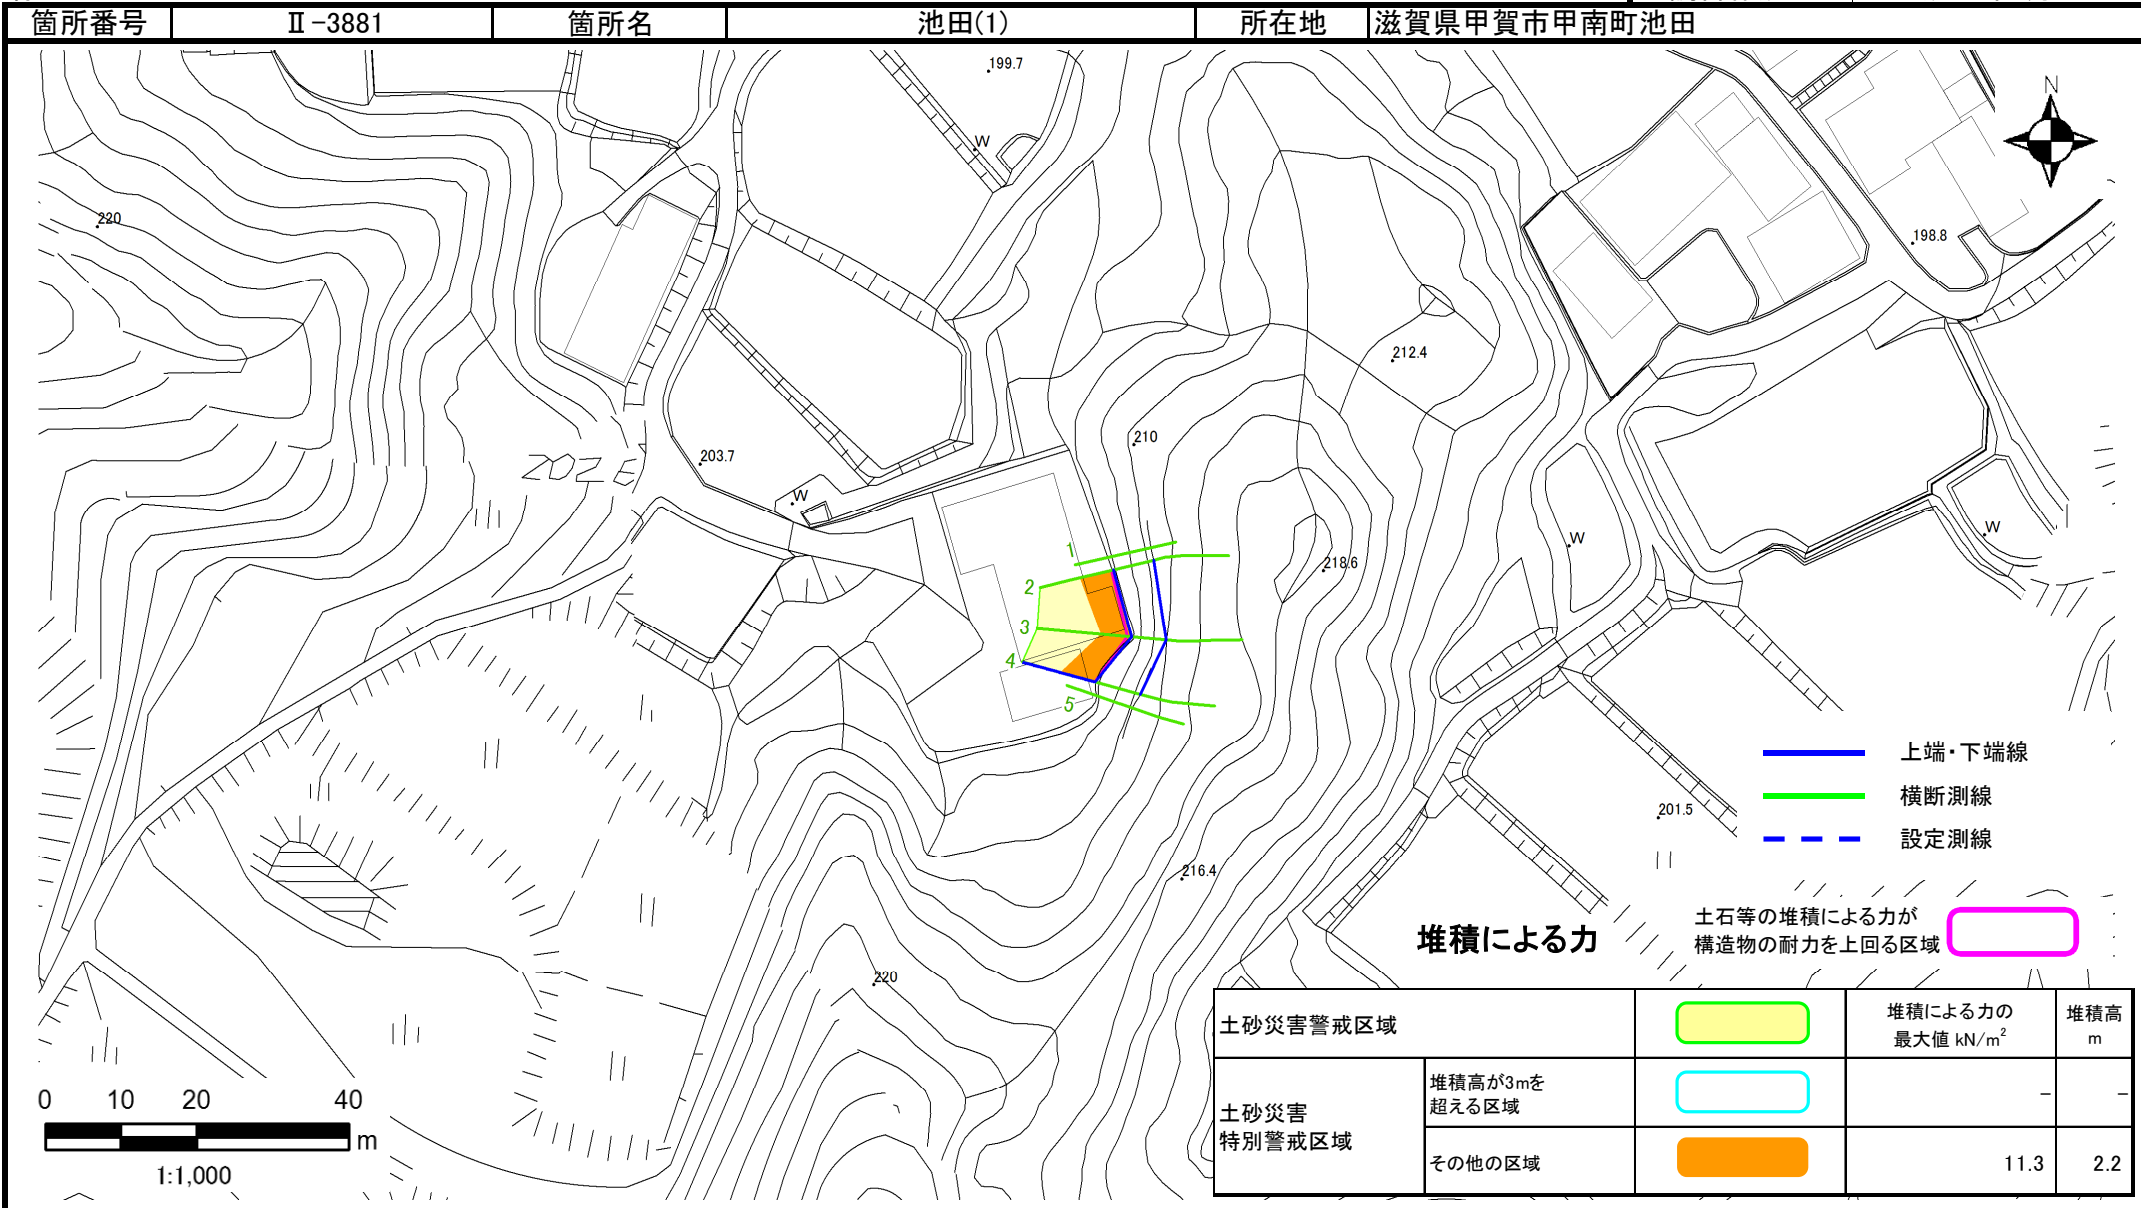 箇所番号 Ⅱ-3881 箇所名 池田(1) 所在地 滋賀県甲賀市甲南町池田
199.7
N
W
220
198.8
212.4
210
203.7
W
W
W
1
218.6
2
3
4
5
上端・下端線
横断測線
201.5
設定測線
216.4
堆積による力
土石等の堆積による力が
構造物の耐力を上回る区域
220
土砂災害警戒区域
堆積による力の
最大値 kN/m²
堆積高
m
土砂災害
特別警戒区域
堆積高が3mを
超える区域
- -
その他の区域 11.3 2.2
0 10 20 40
m
1:1,000